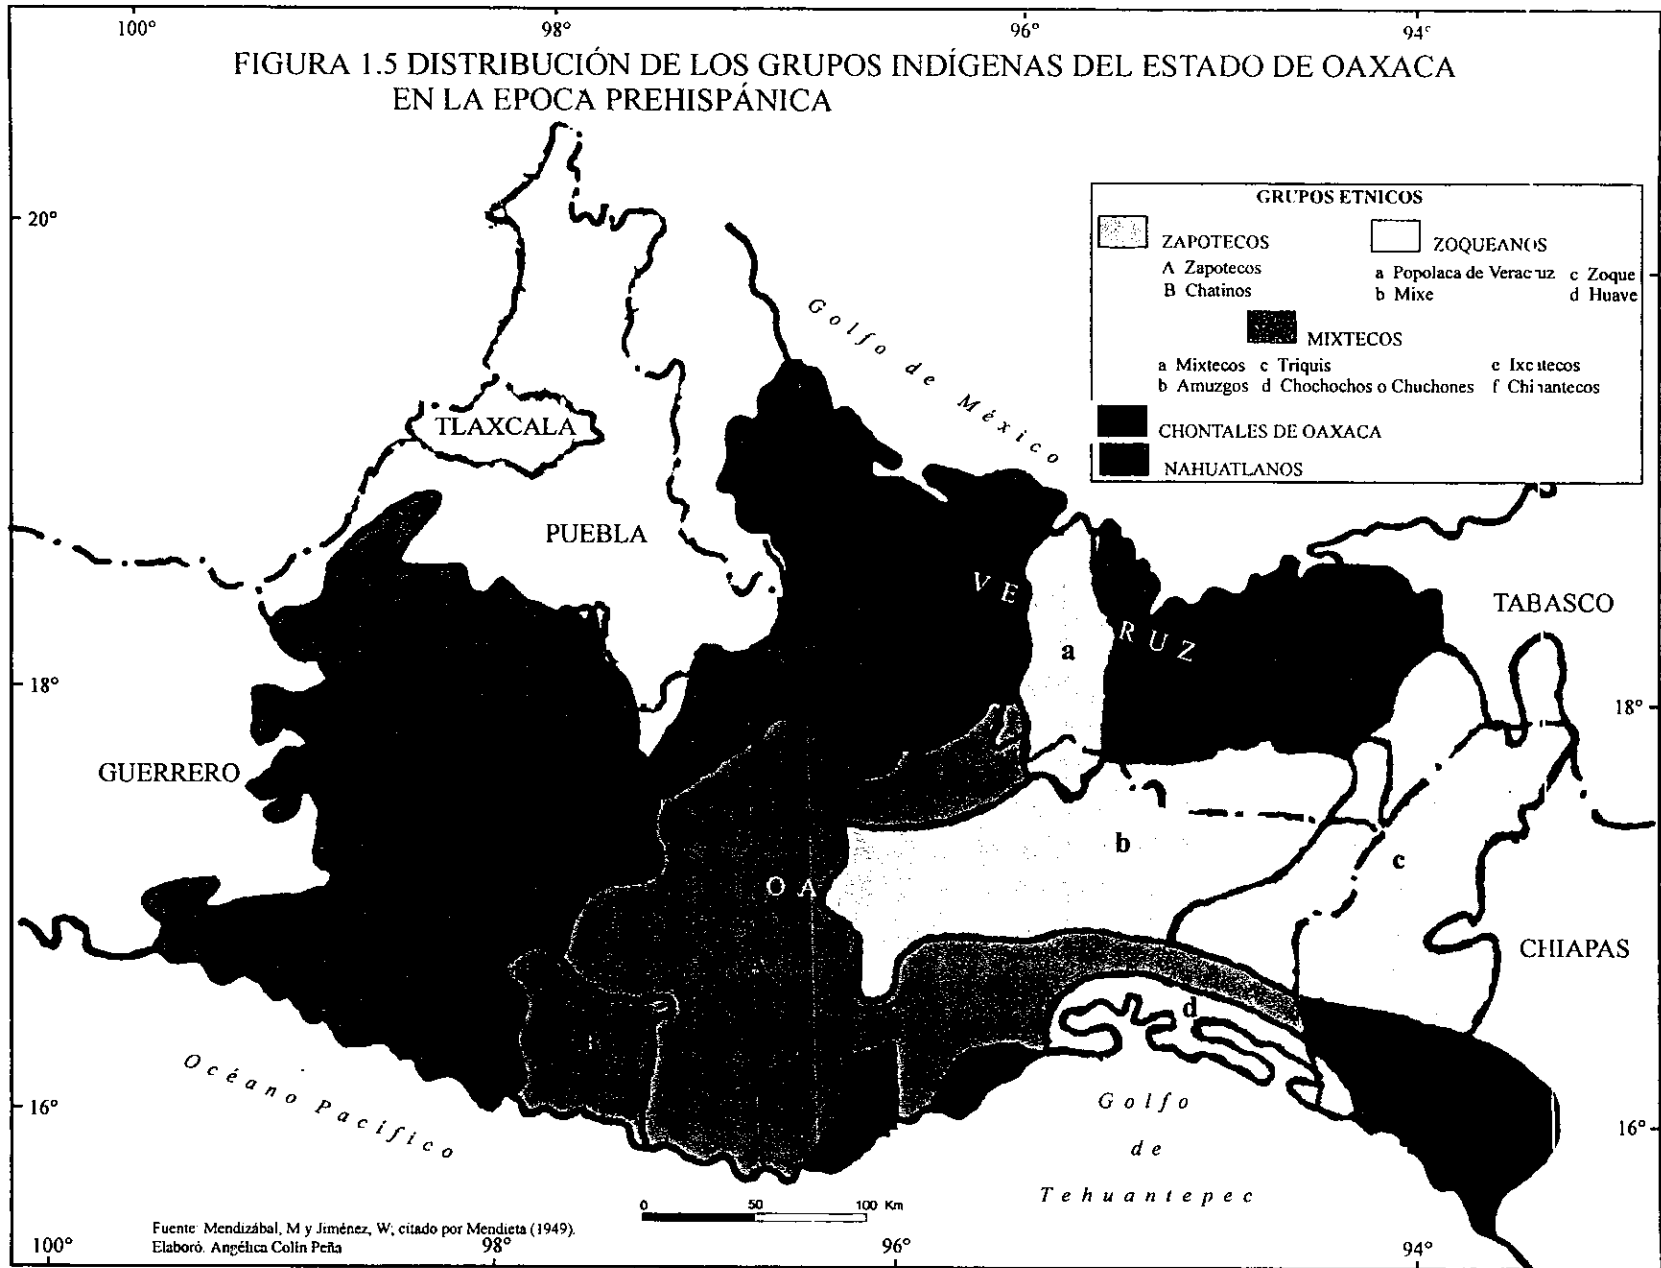 100° 98° 96° 94°
FIGURA 1.5 DISTRIBUCIÓN DE LOS GRUPOS INDÍGENAS DEL ESTADO DE OAXACA
EN LA EPOCA PREHISPÁNICA
GRUPOS ETNICOS
ZAPOTECOS
A Zapotecos
B Chatinos
ZOQUEANOS
a Popolaca de Veracruz c Zoque
b Mixe d Huave
MIXTECOS
a Mixtecos c Triquis e Ixcatecos
b Amuzgos d Chochochos o Chuchones f Chinantecos
CHONTALES DE OAXACA
NAHUATLANOS
20°
Golfo de México
TLAXCALA
PUEBLA
VE
RUZ
TABASCO
a
18°
18°
GUERRERO
b
c
OA
CHIAPAS
d
Océano Pacífico
16°
16°
Golfo
de
Tehuantepec
0 50 100 Km
Fuente: Mendizábal, M y Jiménez, W; citado por Mendieta (1949).
Elaboró. Angélica Colín Peña
100° 98° 96° 94°